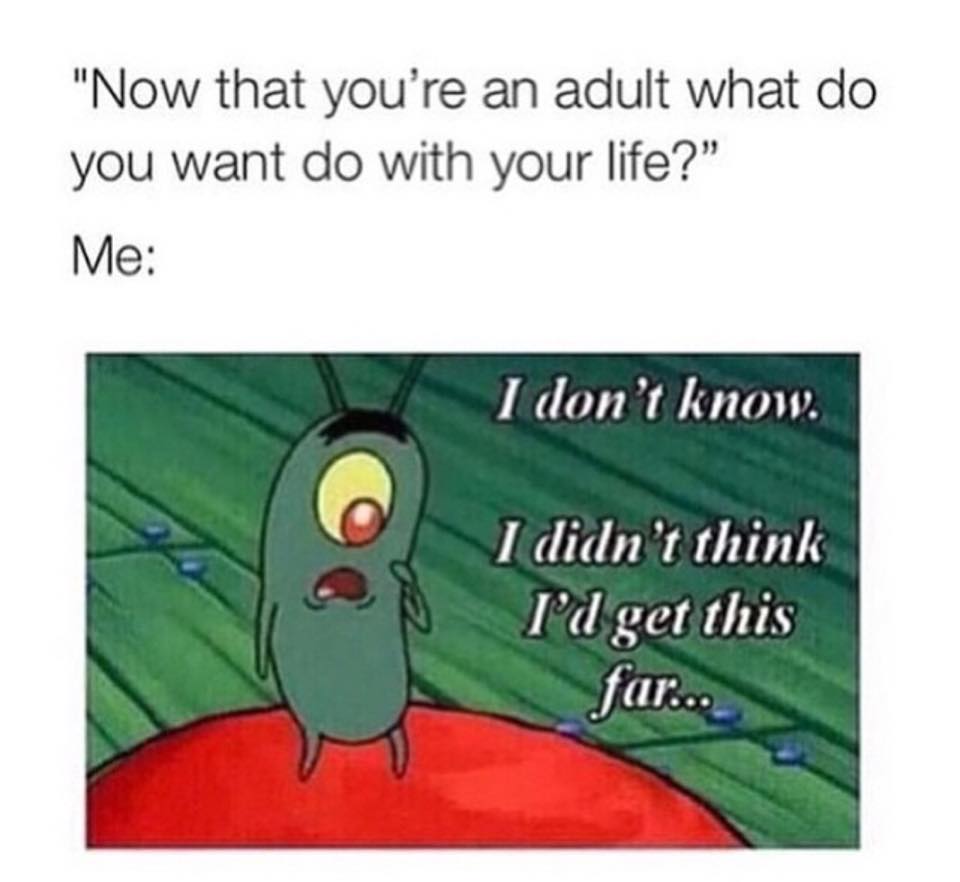 "Now that you’re an adult what do
you want do with your life?”
Me:
I don’t know.
I didn’t think
I’d get this
far...